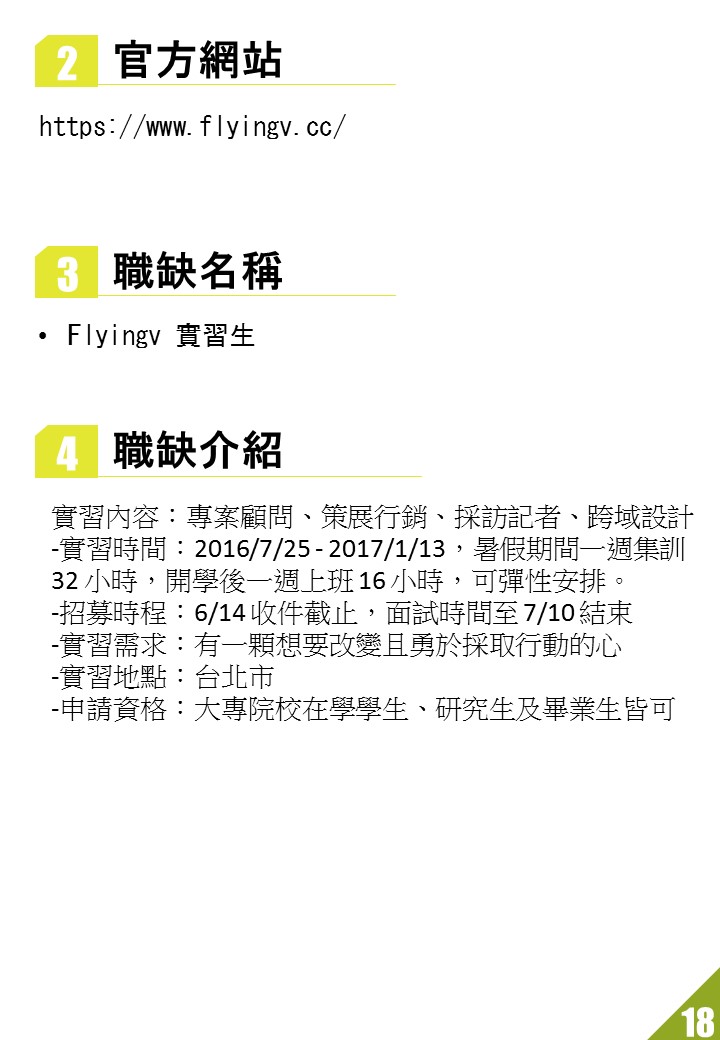 2 官方網站
https://www.flyingv.cc/
3 職缺名稱
• Flyingv 實習生
4 職缺介紹
實習內容：專案顧問、策展行銷、採訪記者、跨域設計
-實習時間：2016/7/25 - 2017/1/13，暑假期間一週集訓
32 小時，開學後一週上班 16 小時，可彈性安排。
-招募時程：6/14 收件截止，面試時間至 7/10 結束
-實習需求：有一顆想要改變且勇於採取行動的心
-實習地點：台北市
-申請資格：大專院校在學學生、研究生及畢業生皆可
18